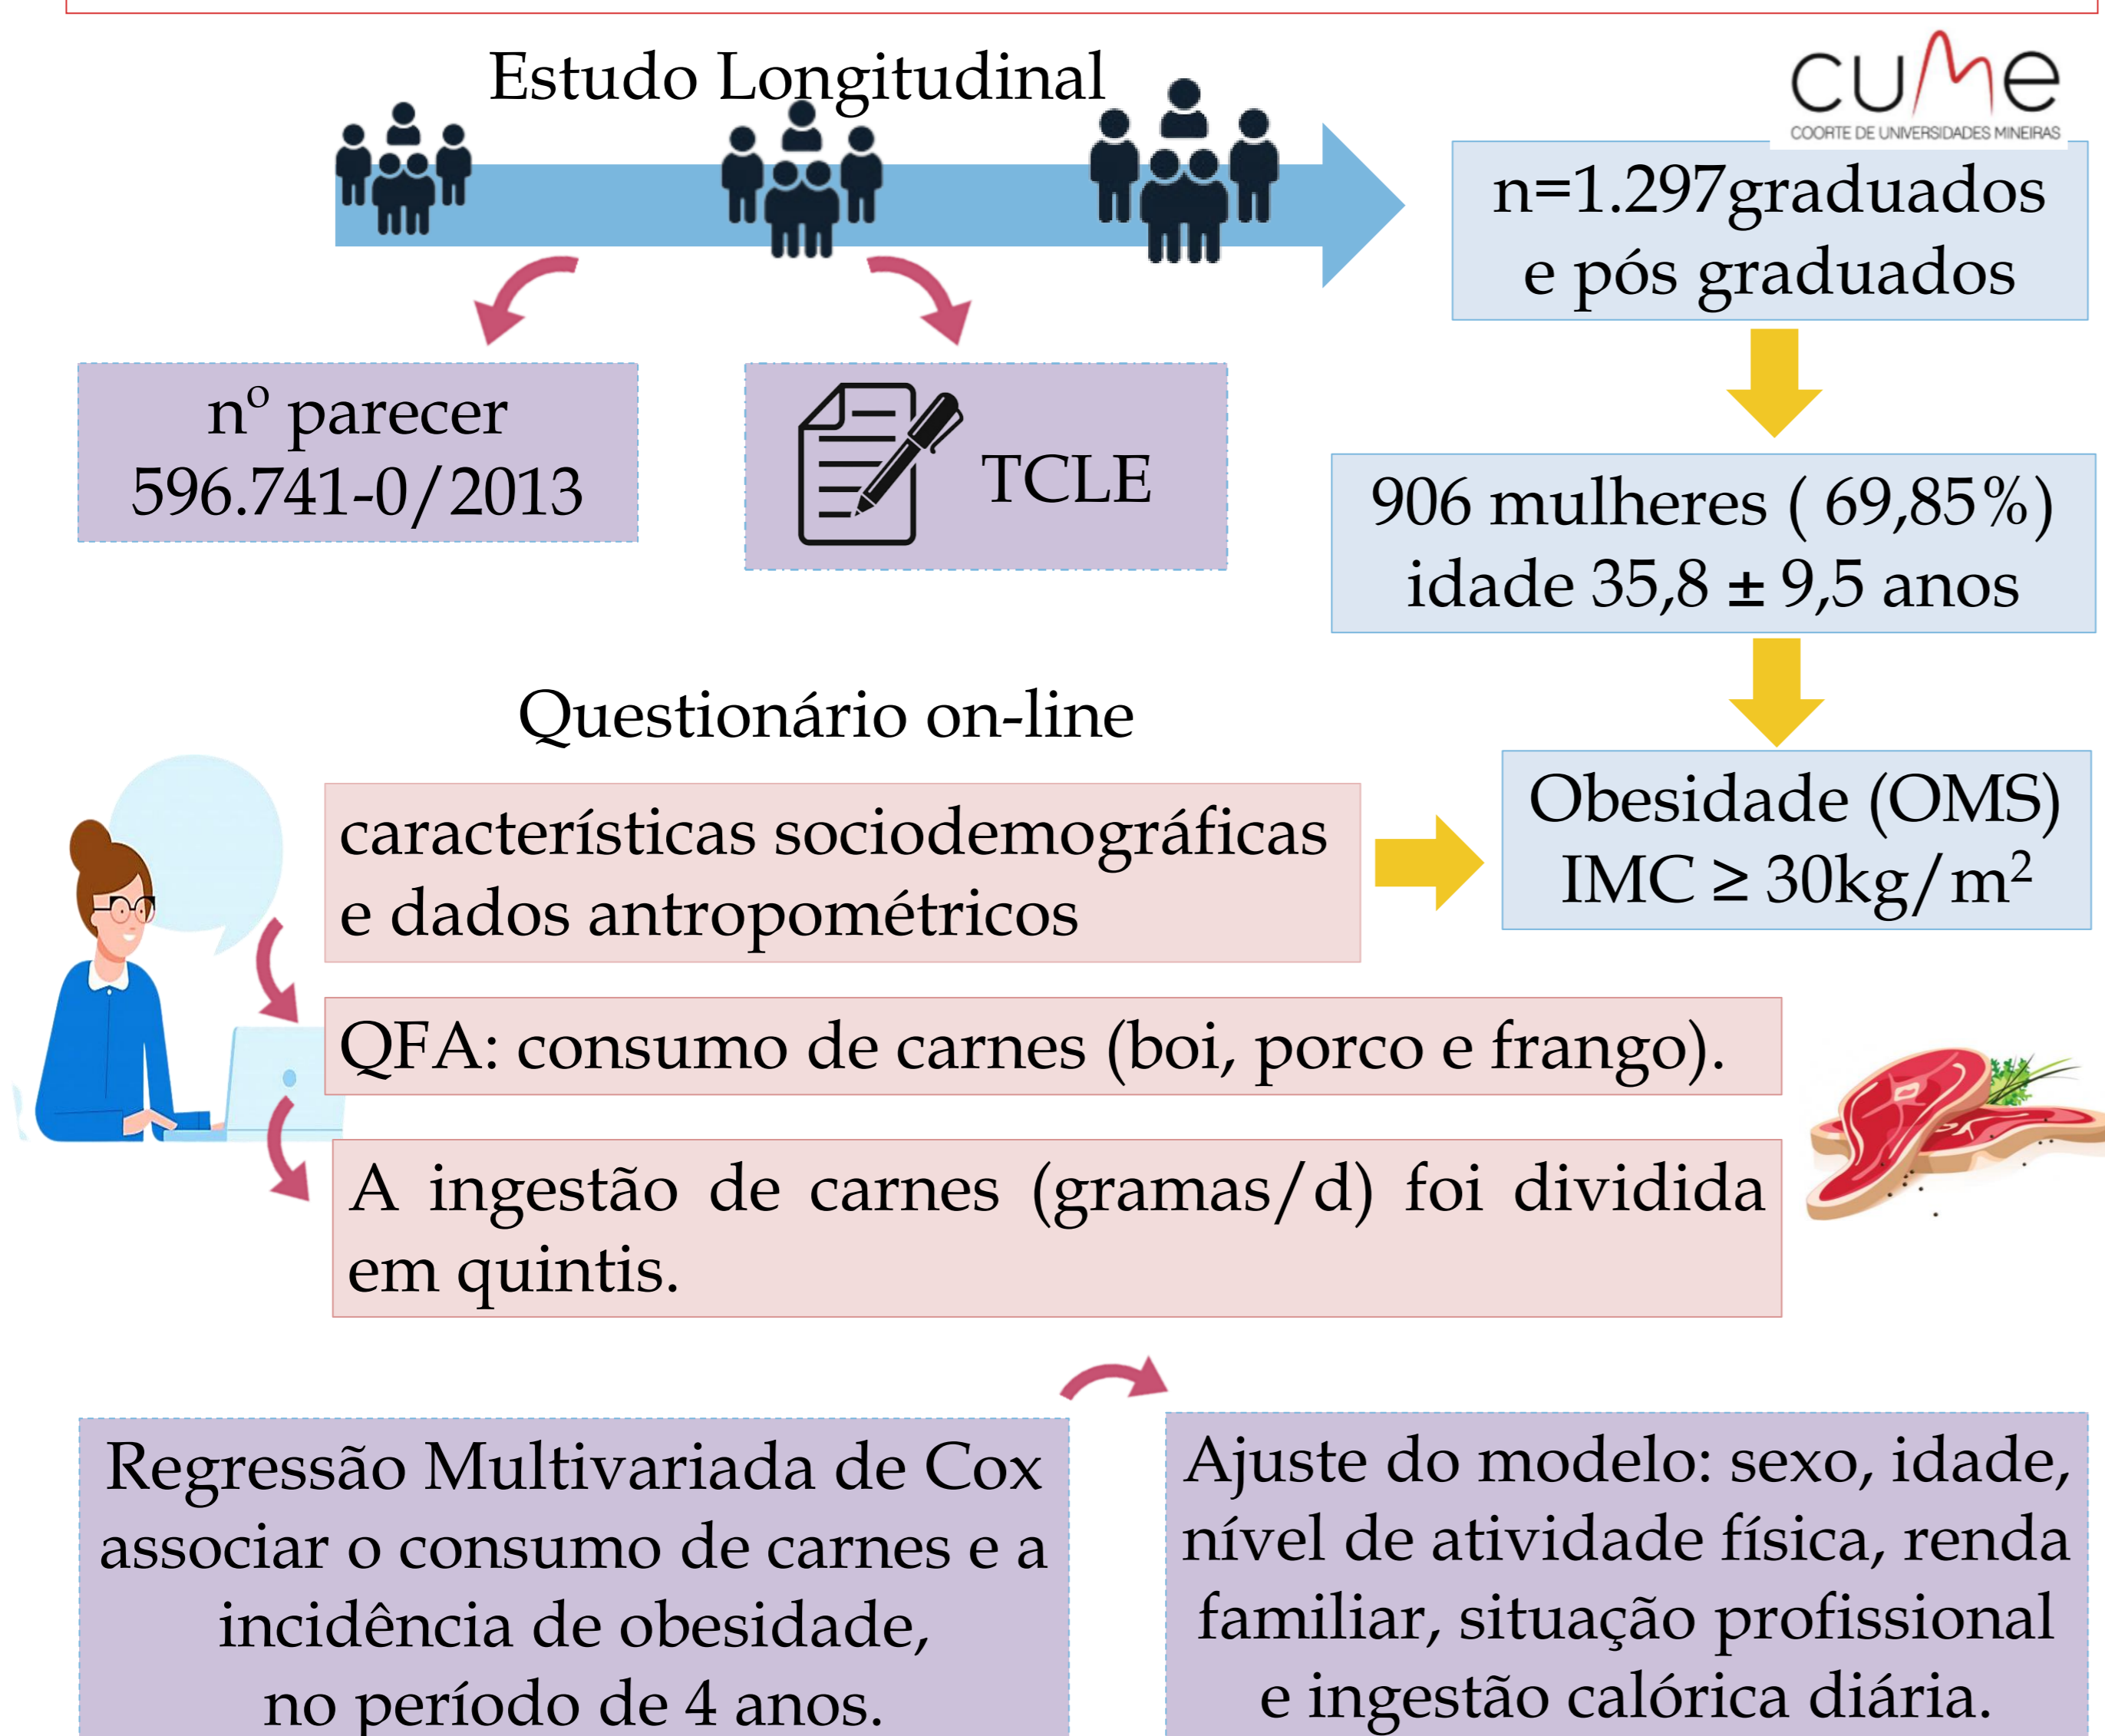 Estudo Longitudinal
CUMe
COORTE DE UNIVERSIDADES MINEIRAS
n=1.297graduados
e pós graduados
nº parecer
596.741-0/2013
TCLE
906 mulheres ( 69,85%)
idade 35,8 ± 9,5 anos
Questionário on-line
características sociodemográficas
e dados antropométricos
Obesidade (OMS)
IMC ≥ 30kg/m²
QFA: consumo de carnes (boi, porco e frango).
A ingestão de carnes (gramas/d) foi dividida
em quintis.
Regressão Multivariada de Cox
associar o consumo de carnes e a
incidência de obesidade,
no período de 4 anos.
Ajuste do modelo: sexo, idade,
nível de atividade física, renda
familiar, situação profissional
e ingestão calórica diária.